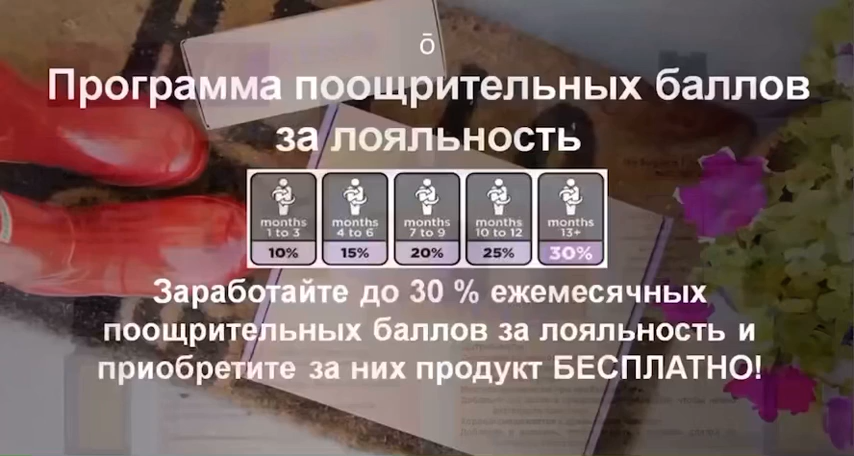 ō
Программа поощрительных баллов
за лояльность
months months months months months
1 to 3 4 to 6 7 to 9 10 to 12 13+
10% 15% 20% 25% 30%
Заработайте до 30 % ежемесячных
поощрительных баллов за лояльность и
приобретите за них продукт БЕСПЛАТНО!